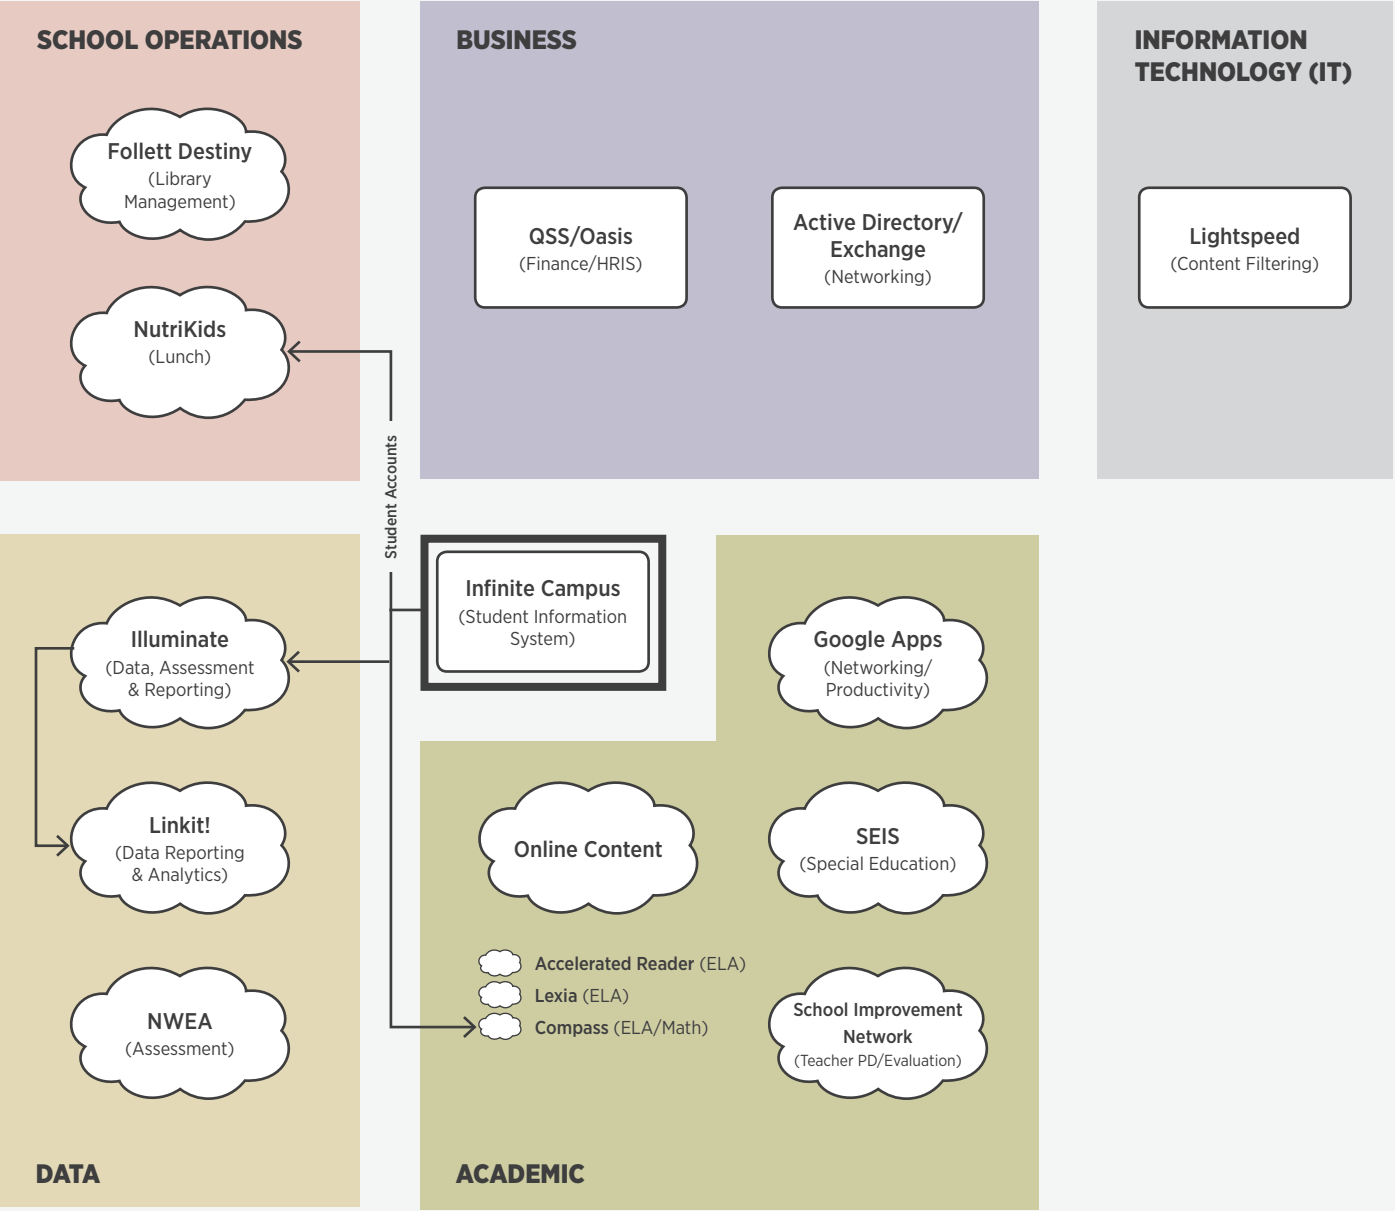 SCHOOL OPERATIONS
Follett Destiny
(Library
Management)
NutriKids
(Lunch)
BUSINESS
QSS/Oasis
(Finance/HRIS)
Active Directory/
Exchange
(Networking)
INFORMATION
TECHNOLOGY (IT)
Lightspeed
(Content Filtering)
Student Accounts
Infinite Campus
(Student Information
System)
Illuminate
(Data, Assessment
& Reporting)
Linkit!
(Data Reporting
& Analytics)
NWEA
(Assessment)
DATA
Google Apps
(Networking/
Productivity)
Online Content
SEIS
(Special Education)
Accelerated Reader (ELA)
Lexia (ELA)
Compass (ELA/Math)
School Improvement
Network
(Teacher PD/Evaluation)
ACADEMIC